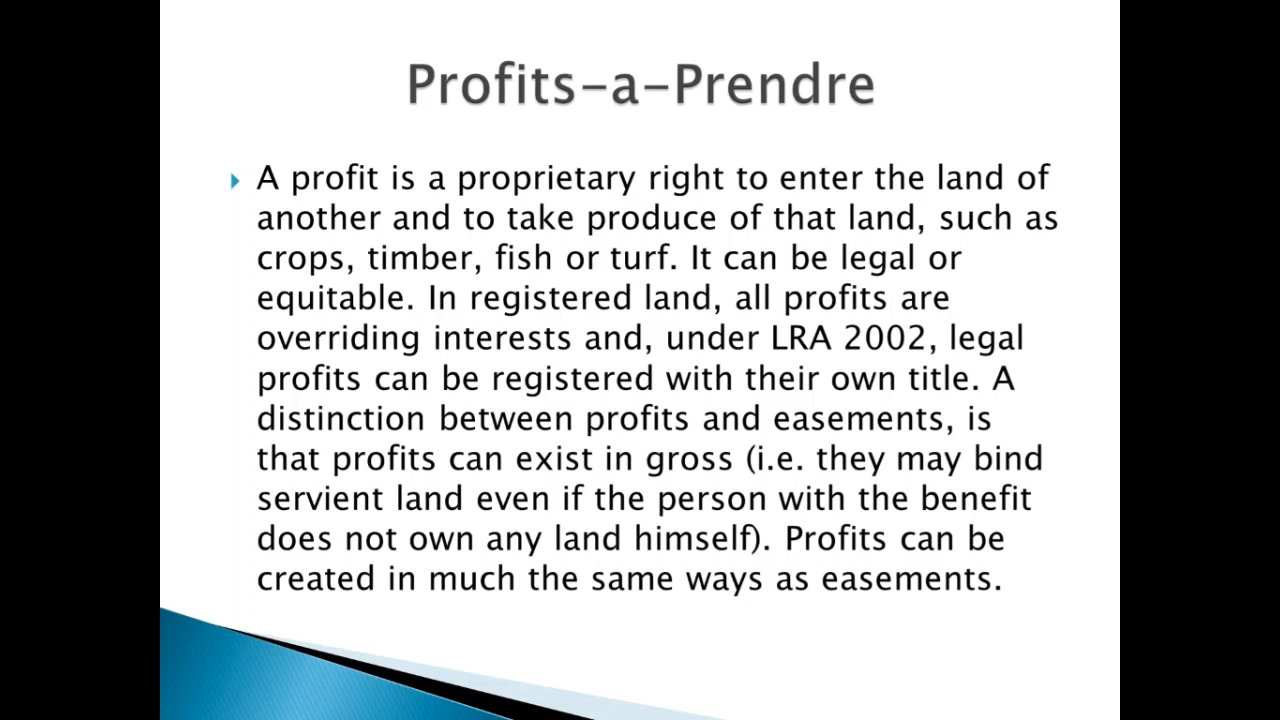 Profits-a-Prendre
A profit is a proprietary right to enter the land of
another and to take produce of that land, such as
crops, timber, fish or turf. It can be legal or
equitable. In registered land, all profits are
overriding interests and, under LRA 2002, legal
profits can be registered with their own title. A
distinction between profits and easements, is
that profits can exist in gross (i.e. they may bind
servient land even if the person with the benefit
does not own any land himself). Profits can be
created in much the same ways as easements.